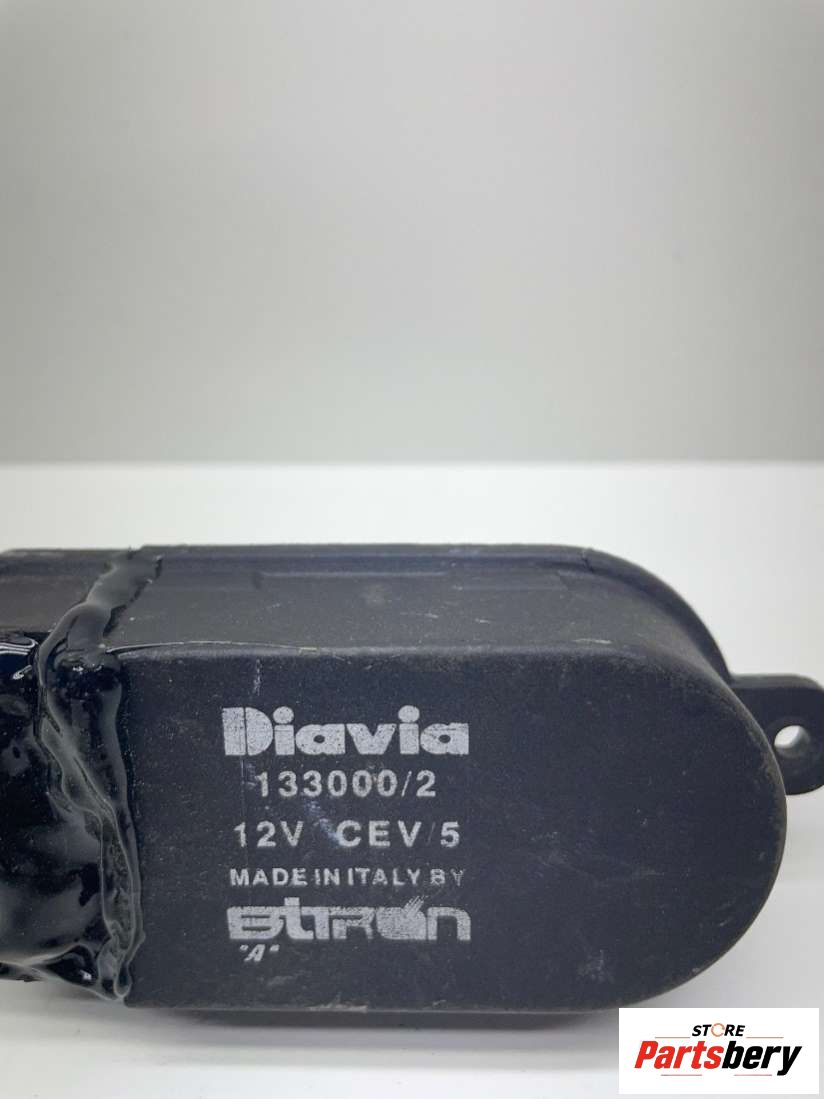 Diavia
133000/2
12V CEV/5
MADE IN ITALY BY
ELTRON
"A"
STORE
Partsbery